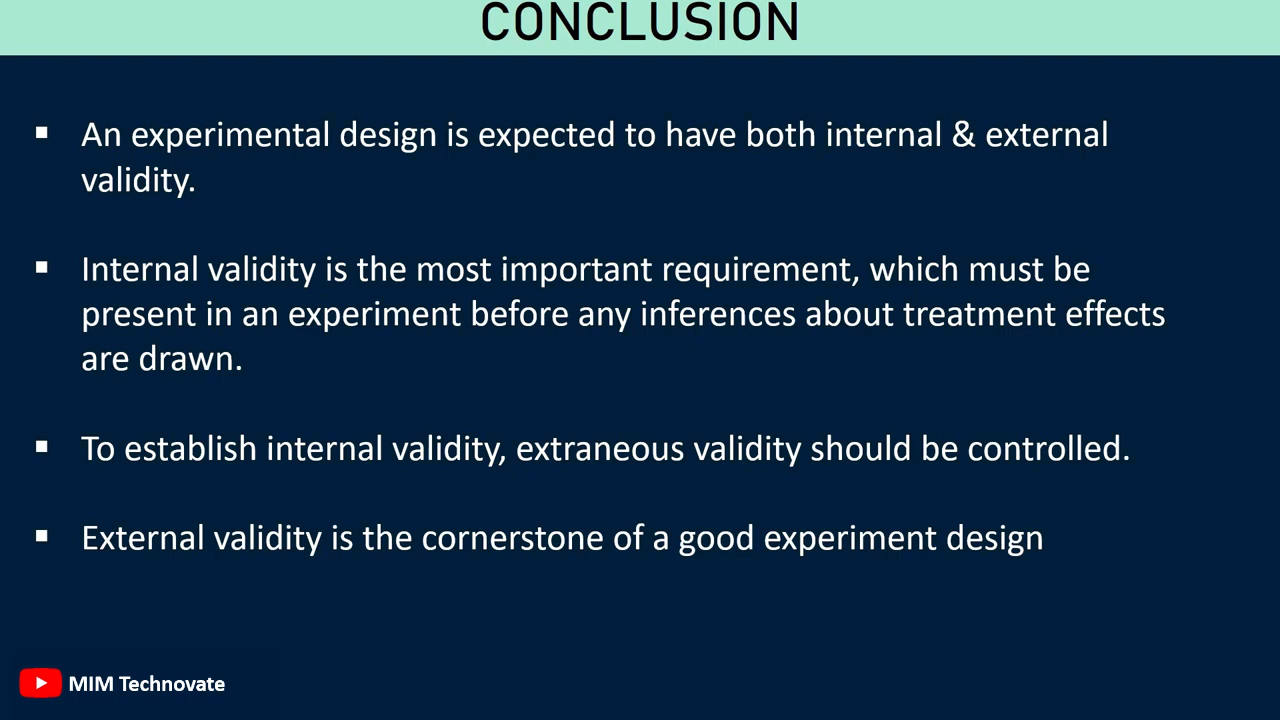 CONCLUSION
▪ An experimental design is expected to have both internal & external
validity.
▪ Internal validity is the most important requirement, which must be
present in an experiment before any inferences about treatment effects
are drawn.
▪ To establish internal validity, extraneous validity should be controlled.
▪ External validity is the cornerstone of a good experiment design
MIM Technovate